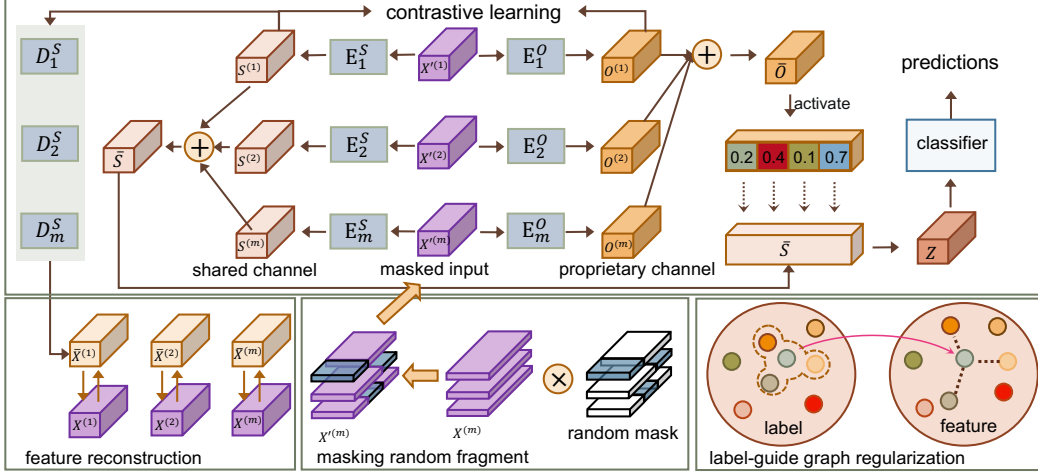 contrastive learning
D_1^S
S^{(1)}
E_1^S
X'^{(1)}
E_1^O
O^{(1)}
+
Ō
predictions
activate
D_2^S
S̄
+
S^{(2)}
E_2^S
X'^{(2)}
E_2^O
O^{(2)}
0.2 0.4 0.1 0.7
classifier
D_m^S
S^{(m)}
E_m^S
X'^{(m)}
E_m^O
O^{(m)}
S̄
Z
shared channel
masked input
proprietary channel
X̄^{(1)} X̄^{(2)} X̄^{(m)}
X^{(1)} X^{(2)} X^{(m)}
feature reconstruction
×
X'^{(m)}
X^{(m)}
random mask
masking random fragment
label
feature
label-guide graph regularization